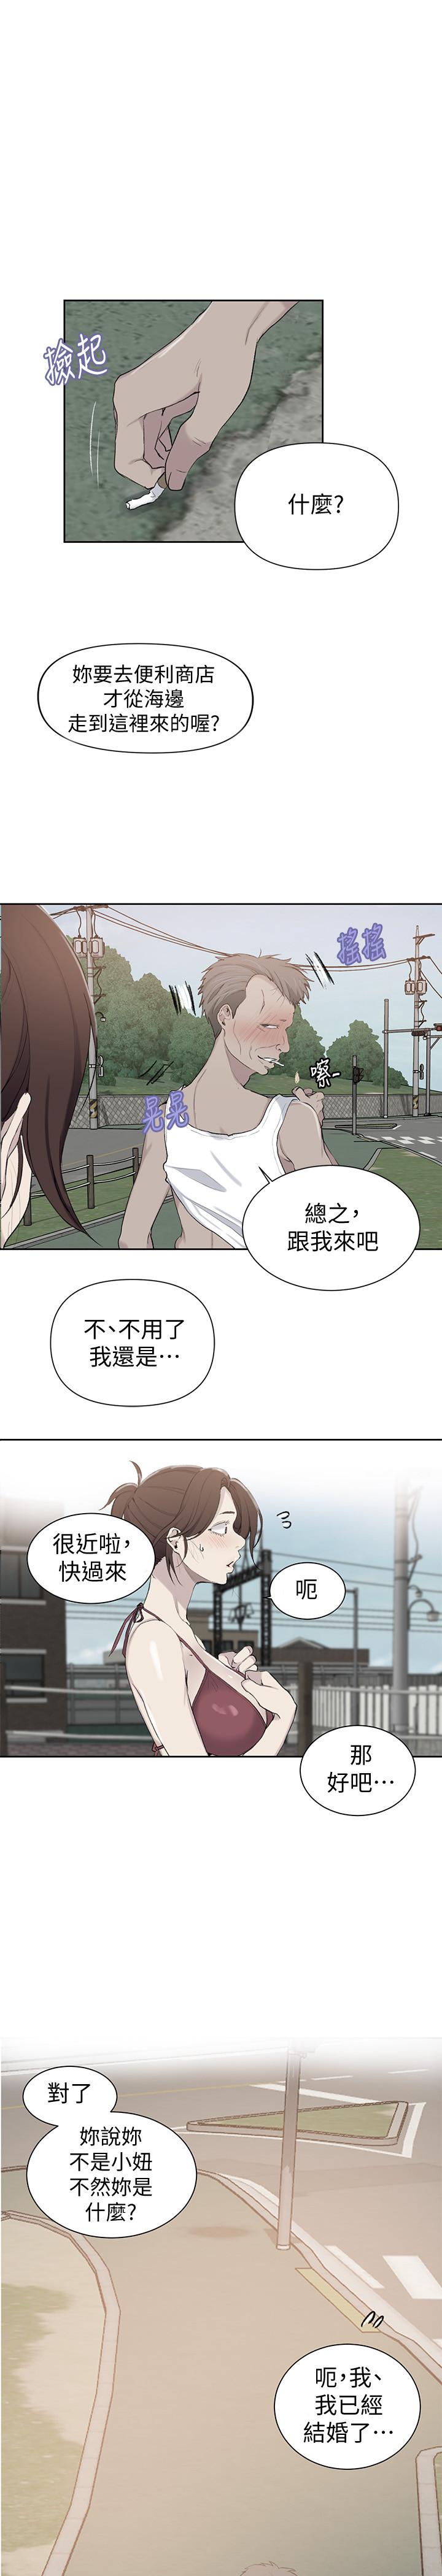 撿起
什麼?
妳要去便利商店
才從海邊
走到這裡來的喔?
搖搖
嚓-
晃晃
總之,
跟我來吧
不、不用了
我還是…
很近啦,
快過來
呃
那
好吧…
對了
妳說妳
不是小妞
不然妳是
什麼?
呃,我、
我已經
結婚了…